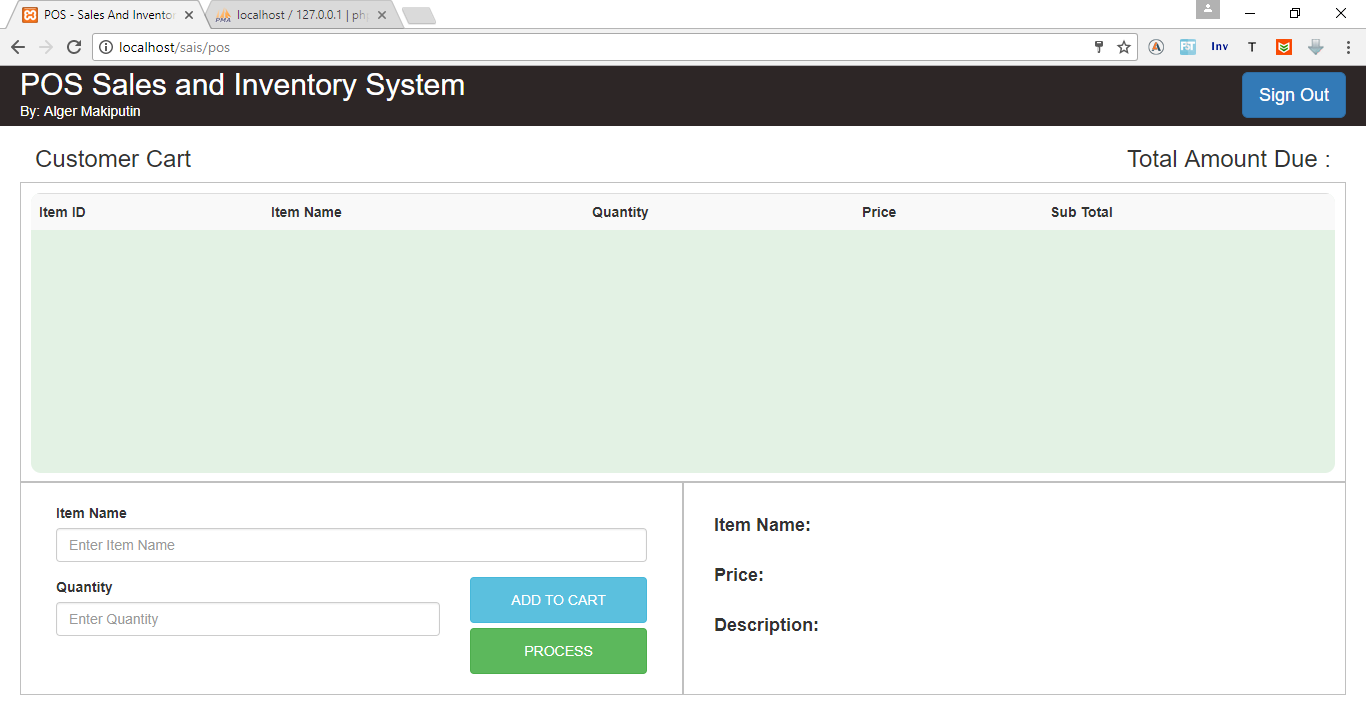 POS - Sales And Inventor
localhost / 127.0.0.1 | ph
localhost/sais/pos
Inv
T
POS Sales and Inventory System
By: Alger Makiputin
Sign Out
Customer Cart
Total Amount Due :
Item ID Item Name Quantity Price Sub Total
Item Name
Enter Item Name
Quantity
Enter Quantity
ADD TO CART
PROCESS
Item Name:
Price:
Description: